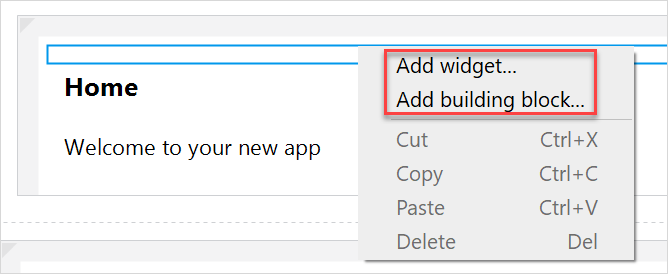 Home
Welcome to your new app
Add widget...
Add building block...
Cut Ctrl+X
Copy Ctrl+C
Paste Ctrl+V
Delete Del